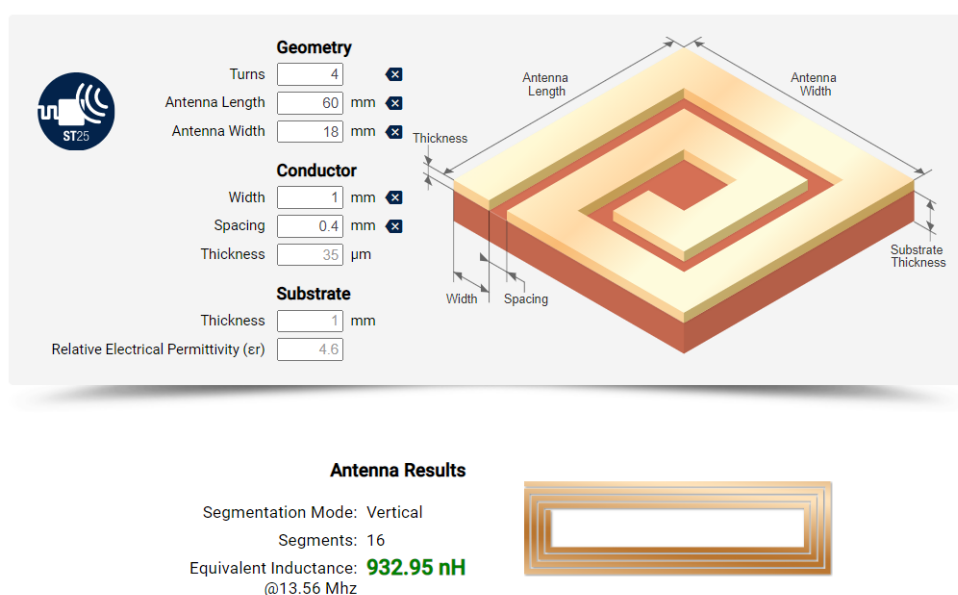 Geometry
Turns 4
Antenna Length 60 mm
Antenna Width 18 mm
Conductor
Width 1 mm
Spacing 0.4 mm
Thickness 35 μm
Substrate
Thickness 1 mm
Relative Electrical Permittivity (εr) 4.6
ST25
Antenna
Length
Antenna
Width
Thickness
Width
Spacing
Substrate
Thickness
Antenna Results
Segmentation Mode: Vertical
Segments: 16
Equivalent Inductance: 932.95 nH
@13.56 Mhz